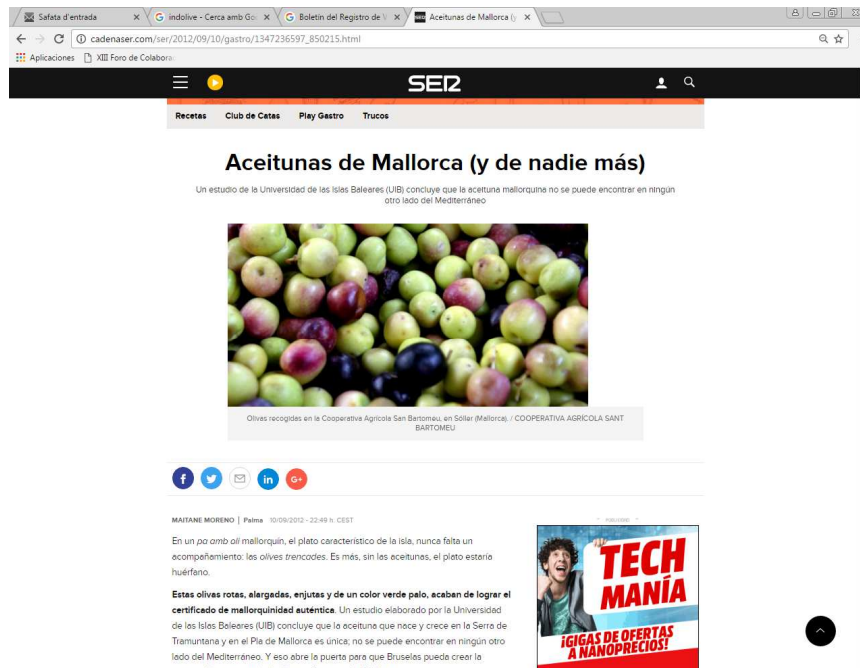 Safata d'entrada
indolive - Cerca amb Go
Boletin del Registro de V
Aceitunas de Mallorca (y
cadenaser.com/ser/2012/09/10/gastro/1347236597_850215.html
Aplicaciones
XIII Foro de Colabora
SER
Recetas
Club de Catas
Play Gastro
Trucos
Aceitunas de Mallorca (y de nadie más)
Un estudio de la Universidad de las Islas Baleares (UIB) concluye que la aceituna mallorquina no se puede encontrar en ningún
otro lado del Mediterráneo
Olivas recogidas en la Cooperativa Agrícola San Bartomeu, en Sóller (Mallorca). / COOPERATIVA AGRÍCOLA SANT
BARTOMEU
f
in
G+
MAITANE MORENO | Palma 10/09/2012 - 22:49 h. CEST
En un pa amb oli mallorquín, el plato característico de la isla, nunca falta un
acompañamiento: las olives trencades. Es más, sin las aceitunas, el plato estaría
huérfano.
Estas olivas rotas, alargadas, enjutas y de un color verde palo, acaban de lograr el
certificado de mallorquinidad auténtica. Un estudio elaborado por la Universidad
de las Islas Baleares (UIB) concluye que la aceituna que nace y crece en la Serra de
Tramuntana y en el Pla de Mallorca es única; no se puede encontrar en ningún otro
lado del Mediterráneo. Y eso abre la puerta para que Bruselas pueda crear la
PUBLICIDAD
TECH
MANÍA
¡GIGAS DE OFERTAS
A NANOPRECIOS!